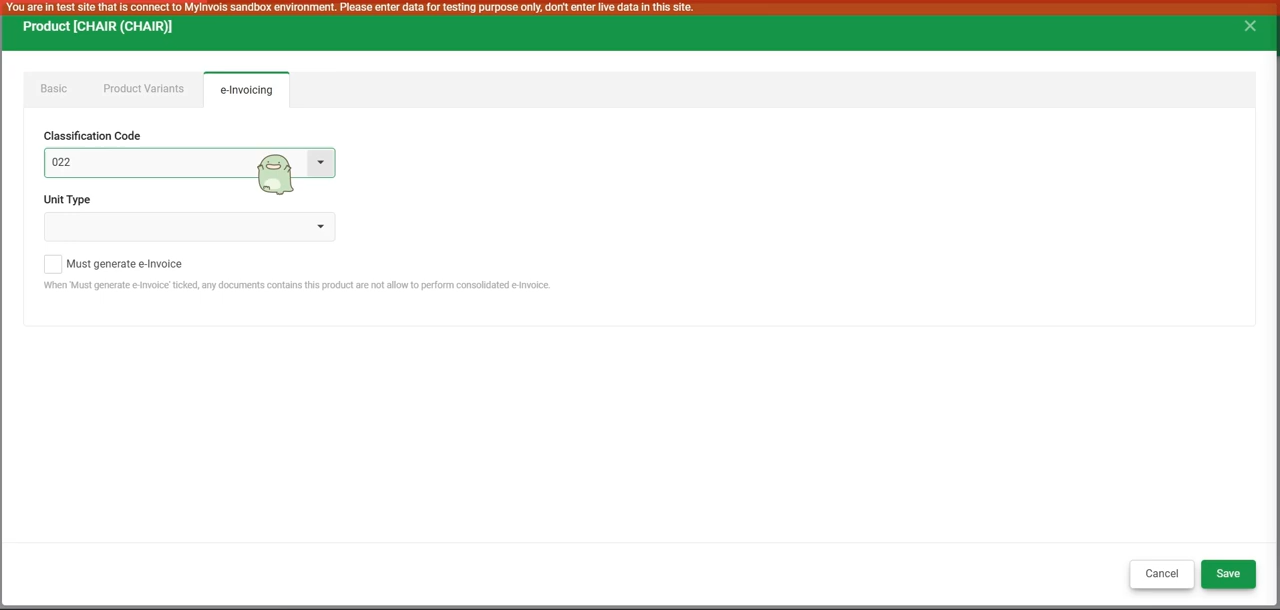 You are in test site that is connect to MyInvois sandbox environment. Please enter data for testing purpose only, don't enter live data in this site.
Product [CHAIR (CHAIR)]
Basic
Product Variants
e-Invoicing
Classification Code
022
Unit Type
Must generate e-Invoice
When 'Must generate e-Invoice' ticked, any documents contains this product are not allow to perform consolidated e-Invoice.
Cancel
Save